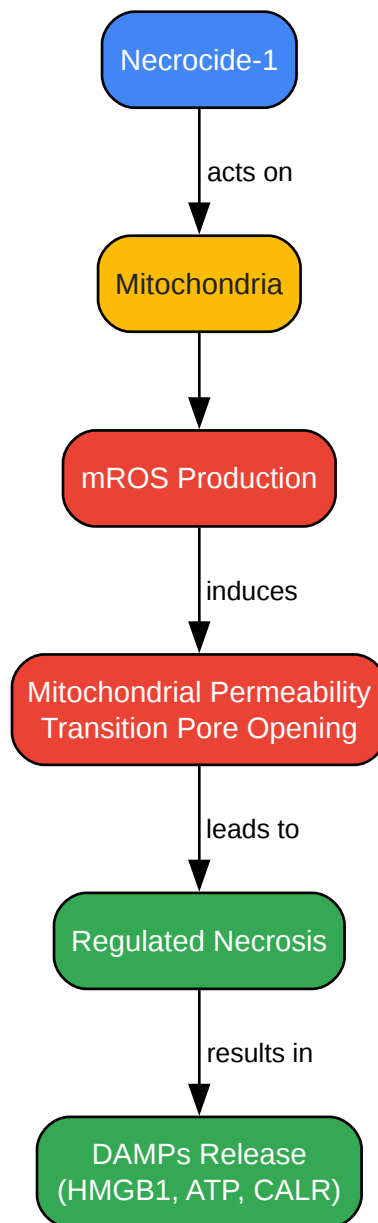 Necrocide-1
acts on
Mitochondria
mROS Production
induces
Mitochondrial Permeability
Transition Pore Opening
leads to
Regulated Necrosis
results in
DAMPs Release
(HMGB1, ATP, CALR)